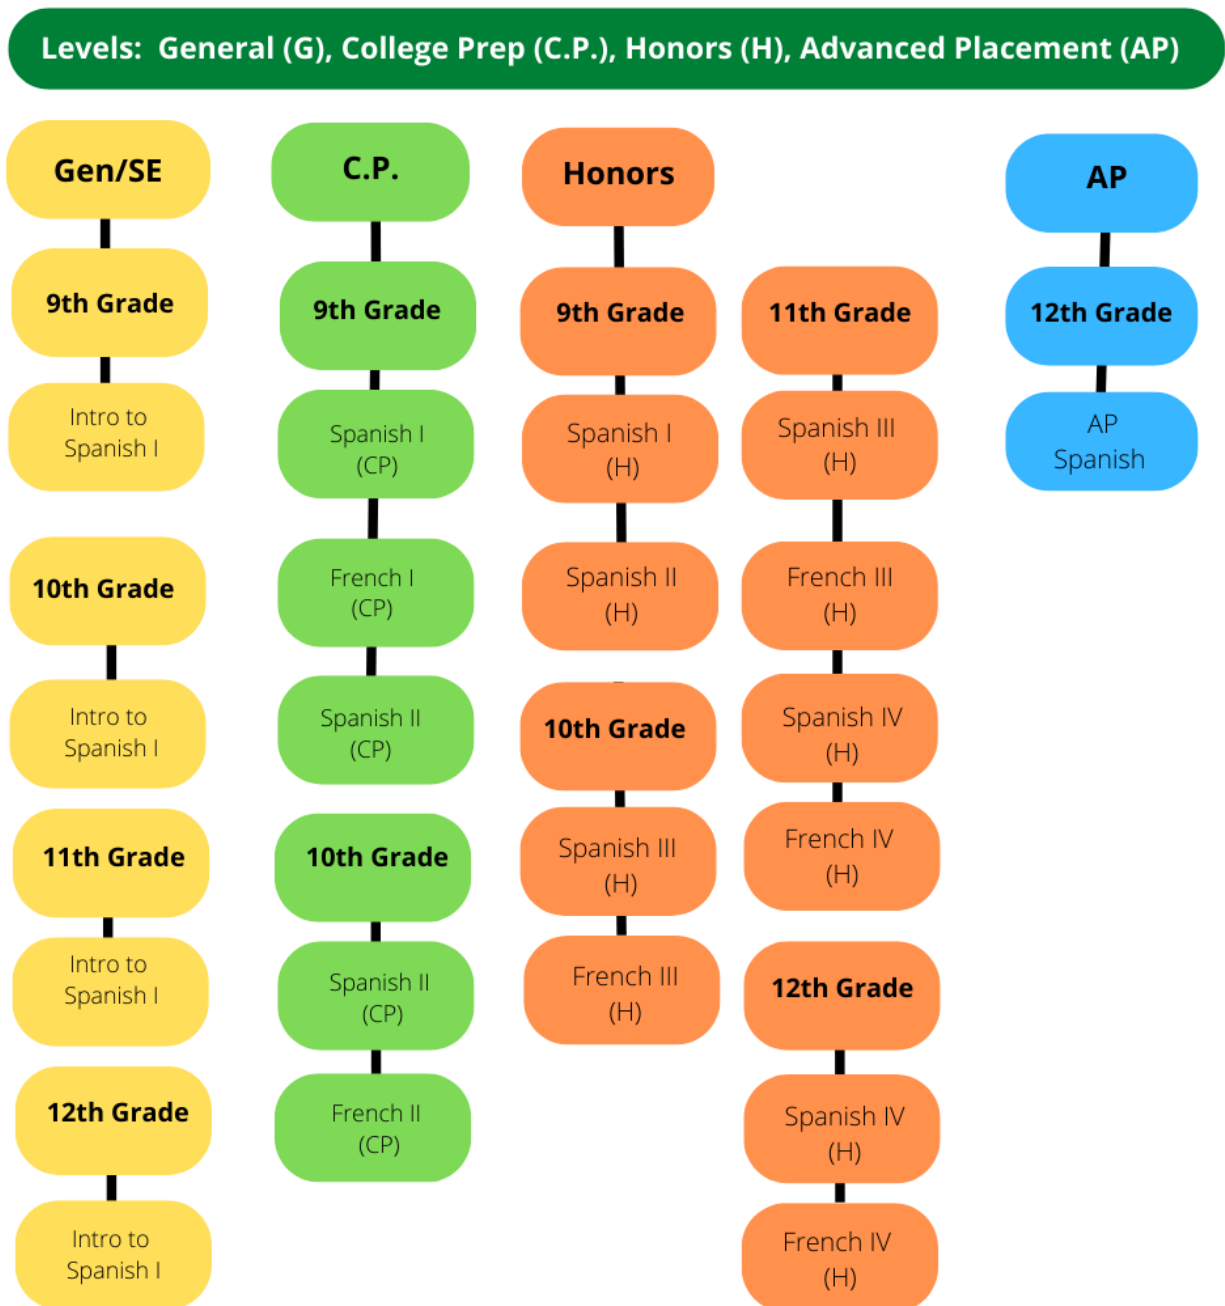 Levels:  General (G), College Prep (C.P.), Honors (H), Advanced Placement (AP)
Gen/SE
9th Grade
Intro to
Spanish I
10th Grade
Intro to
Spanish I
11th Grade
Intro to
Spanish I
12th Grade
Intro to
Spanish I
C.P.
9th Grade
Spanish I
(CP)
French I
(CP)
Spanish II
(CP)
10th Grade
Spanish II
(CP)
French II
(CP)
Honors
9th Grade
Spanish I
(H)
Spanish II
(H)
10th Grade
Spanish III
(H)
French III
(H)
11th Grade
Spanish III
(H)
French III
(H)
Spanish IV
(H)
French IV
(H)
12th Grade
Spanish IV
(H)
French IV
(H)
AP
12th Grade
AP
Spanish